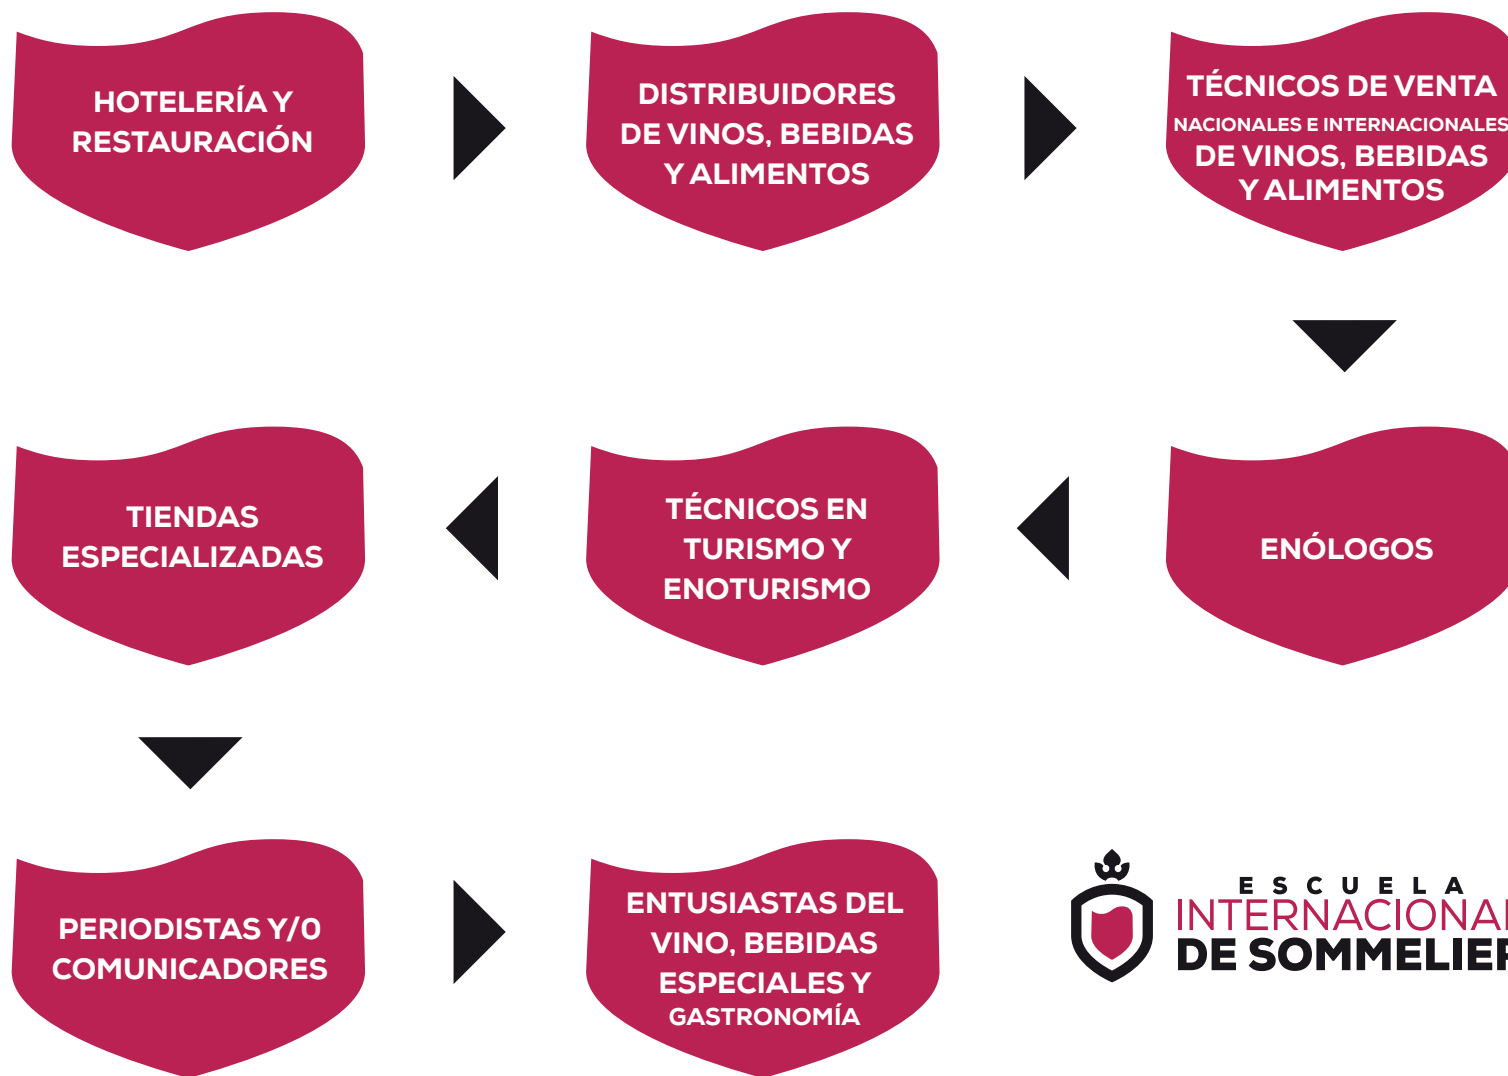 HOTELERÍA Y
RESTAURACIÓN
DISTRIBUIDORES
DE VINOS, BEBIDAS
Y ALIMENTOS
TÉCNICOS DE VENTA
NACIONALES E INTERNACIONALES
DE VINOS, BEBIDAS
Y ALIMENTOS
ENÓLOGOS
TÉCNICOS EN
TURISMO Y
ENOTURISMO
TIENDAS
ESPECIALIZADAS
PERIODISTAS Y/0
COMUNICADORES
ENTUSIASTAS DEL
VINO, BEBIDAS
ESPECIALES Y
GASTRONOMÍA
ESCUELA
INTERNACIONAL
DE SOMMELIER